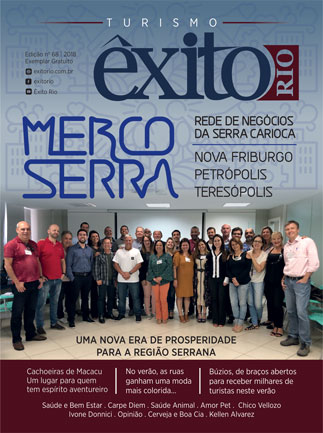 TURISMO
Edição nº 68 | 2018
Exemplar Gratuito
exitorio.com.br
exitorio
Êxito Rio
êxito RIO
MERCO
SERRA
REDE DE NEGÓCIOS
DA SERRA CARIOCA
NOVA FRIBURGO
PETRÓPOLIS
TERESÓPOLIS
UMA NOVA ERA DE PROSPERIDADE
PARA A REGIÃO SERRANA
Cachoeiras de Macacu
Um lugar para quem
tem espírito aventureiro
No verão, as ruas
ganham uma moda
mais colorida...
Búzios, de braços abertos
para receber milhares de
turistas neste verão
Saúde e Bem Estar . Carpe Diem . Saúde Animal . Amor Pet . Chico Vellozo
Ivone Donnici . Opinião . Cerveja e Boa Cia . Kellen Alvarez